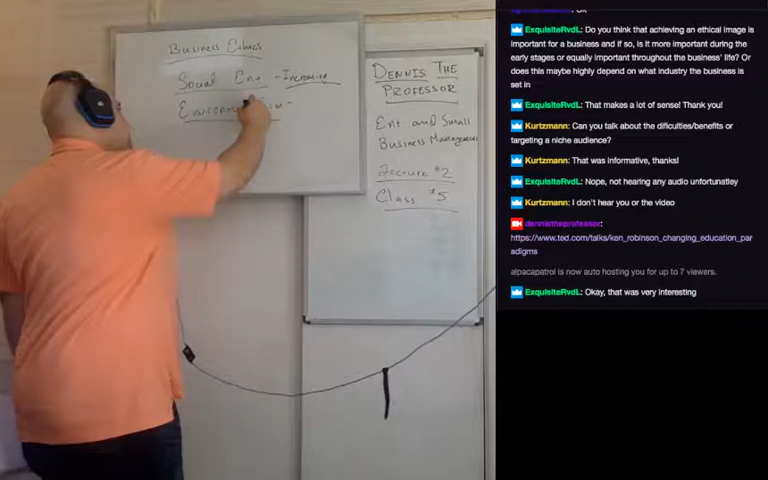 Business Ethics
Social Ent - Increasing
DENNIS THE
PROFESSOR
Ent and Small
Business Management
Lecture #2
Class #5
ExquisiteRvdL: Do you think that achieving an ethical image is
important for a business and if so, is it more important during the
early stages or equally important throughout the business' life? Or
does this maybe highly depend on what industry the business is
set in
ExquisiteRvdL: That makes a lot of sense! Thank you!
Kurtzmann: Can you talk about the dificulties/benefits or
targeting a niche audience?
Kurtzmann: That was informative, thanks!
ExquisiteRvdL: Nope, not hearing any audio unfortunatley
Kurtzmann: I don't hear you or the video
dennistheprofessor:
https://www.ted.com/talks/ken_robinson_changing_education_par
adigms
alpacapatrol is now auto hosting you for up to 7 viewers.
ExquisiteRvdL: Okay, that was very interesting